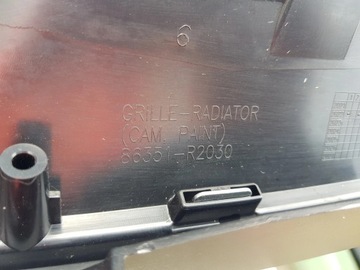 6
GRILLE-RADIATOR
(CAM, PAINT)
86351-R2030